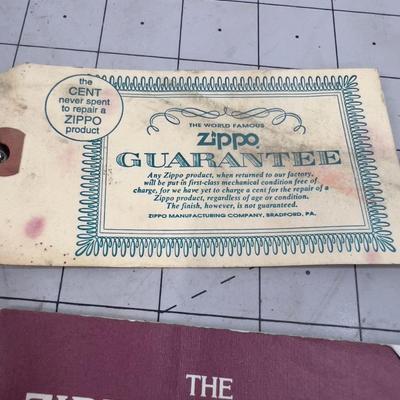 the
CENT
never spent
to repair a
ZIPPO
product
THE WORLD FAMOUS
Zippo
GUARANTEE
Any Zippo product, when returned to our factory,
will be put in first-class mechanical condition free of
charge, for we have yet to charge a cent for the repair of a
Zippo product, regardless of age or condition.
The finish, however, is not guaranteed.
ZIPPO MANUFACTURING COMPANY, BRADFORD, PA.
THE